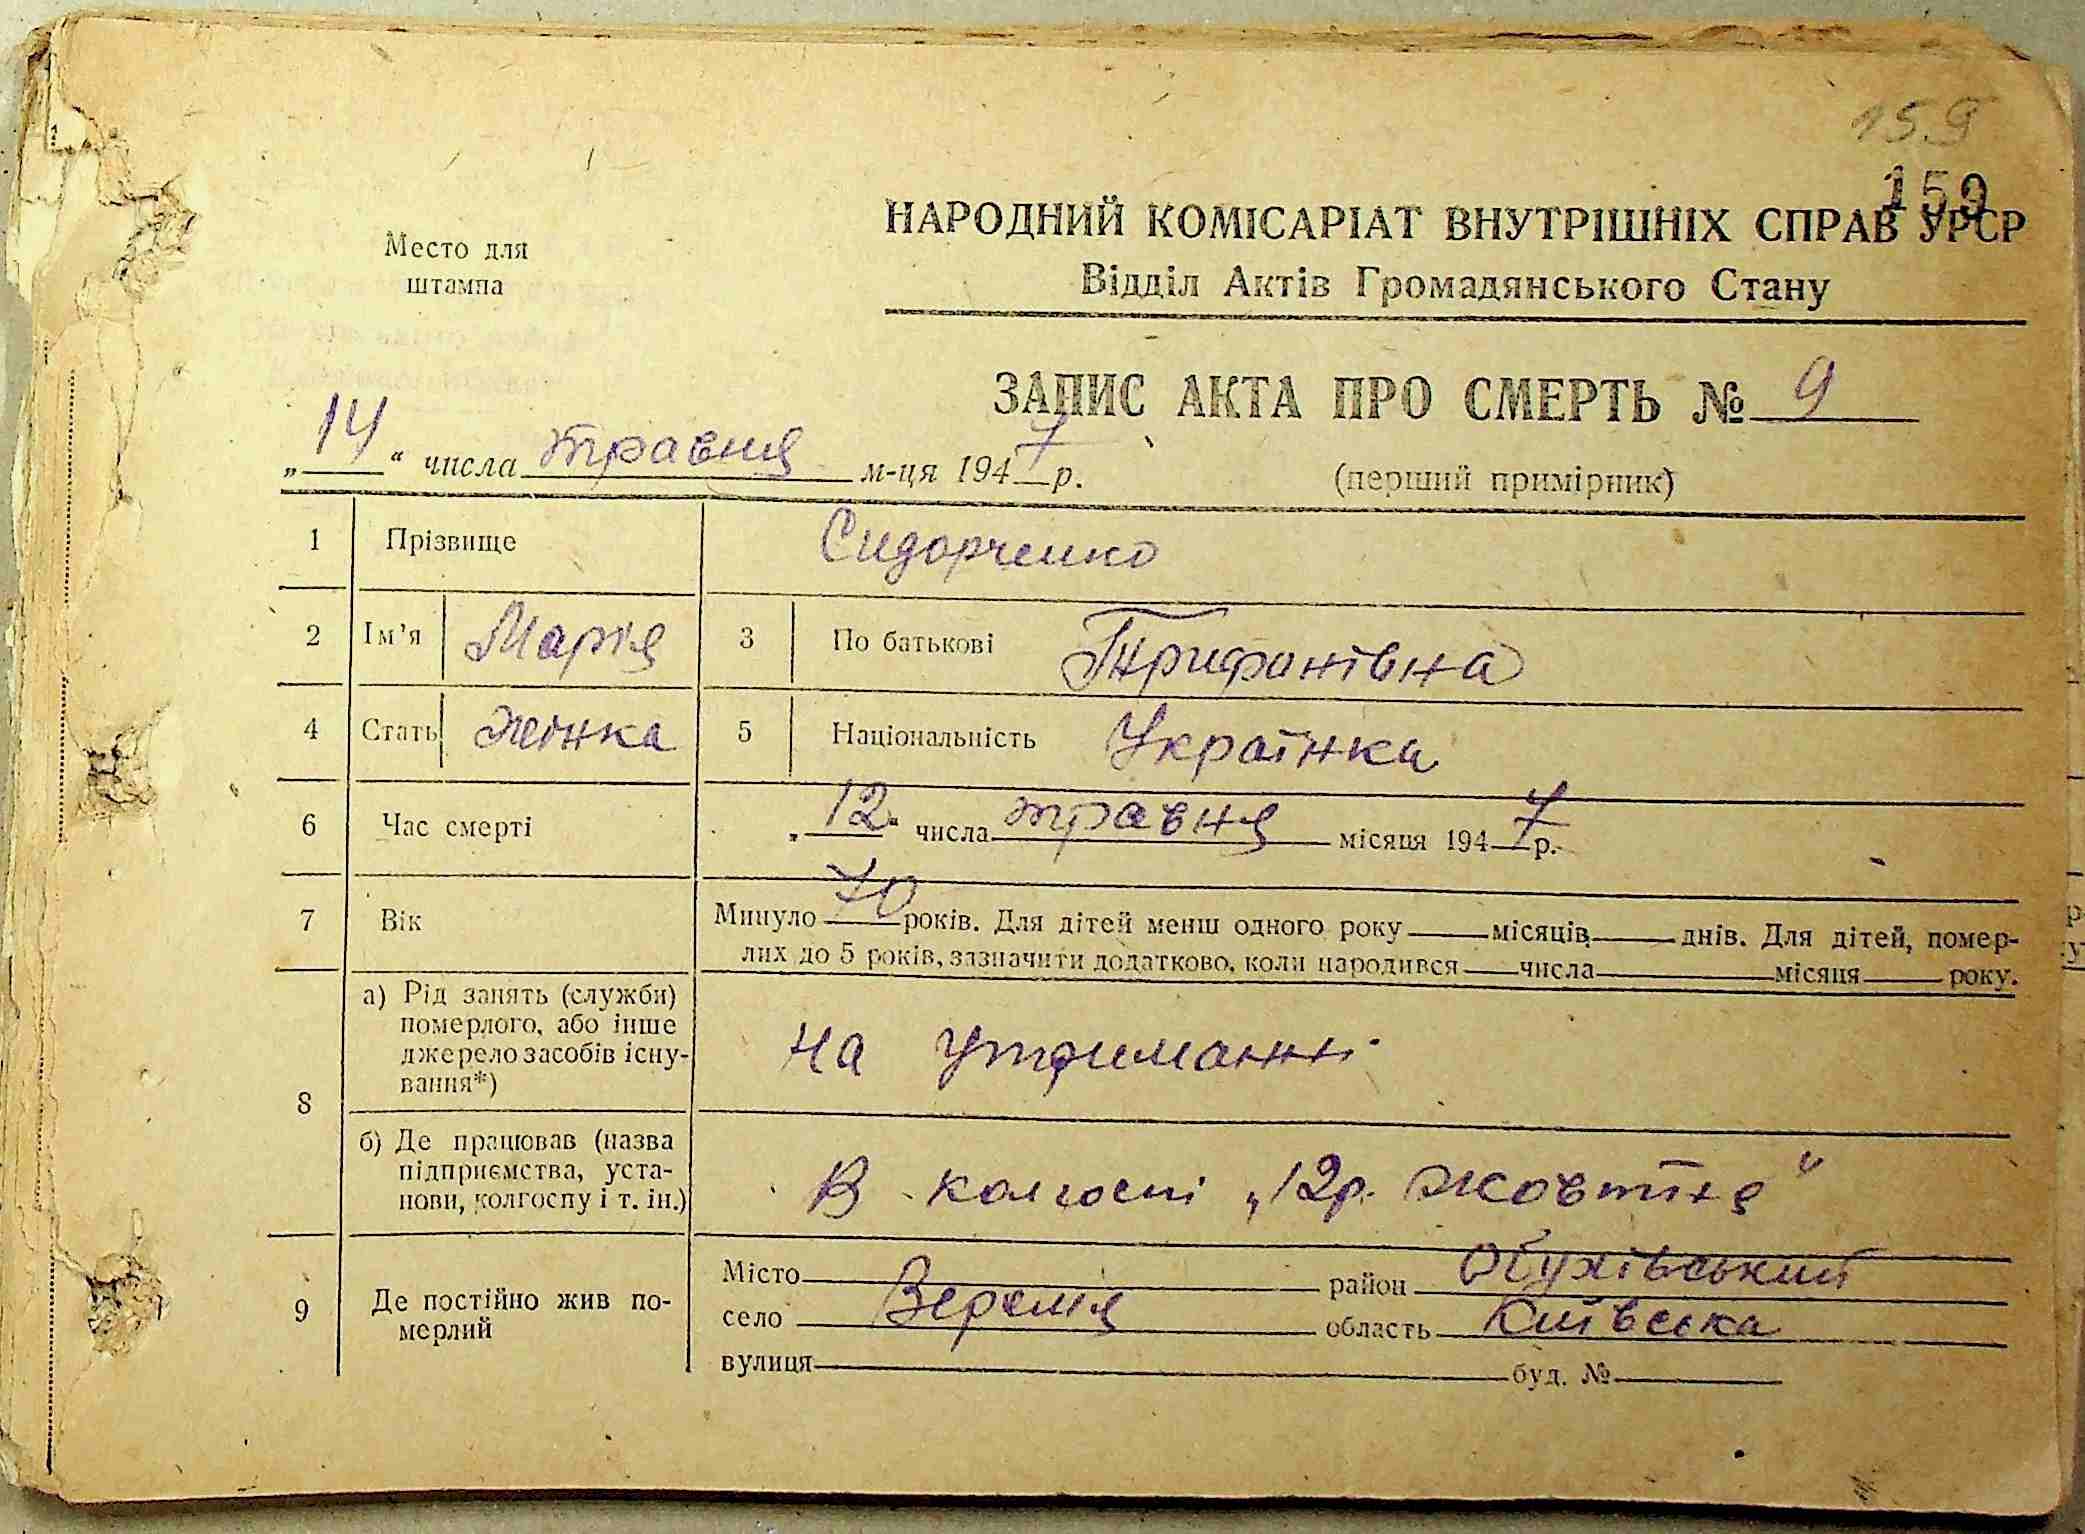 159
159
НАРОДНИЙ КОМІСАРІАТ ВНУТРІШНІХ СПРАВ УРСР
Відділ Актів Громадянського Стану
Место для
штампа
ЗАПИС АКТА ПРО СМЕРТЬ № 9
„14“ числа травня м-ця 1947 р.
(перший примірник)
1 Прізвище Сидорченко
2 Ім'я Марія 3 По батькові Трифонівна
4 Стать жінка 5 Національність Українка
6 Час смерті „12“ числа травня місяця 1947 р.
7 Вік Минуло 70 років. Для дітей менш одного року місяців днів. Для дітей, помер-
лих до 5 років, зазначити додатково, коли народився числа місяця року.
8 а) Рід занять (служби)
померлого, або інше
джерело засобів існу-
вання*)
на утриманні
б) Де працював (назва
підприємства, уста-
нови, колгоспу і т. ін.)
В колгоспі „12 р. жовтня"
9 Де постійно жив по-
мерлий
Місто район Обухівський
село Веремя область Київська
вулиця буд. №